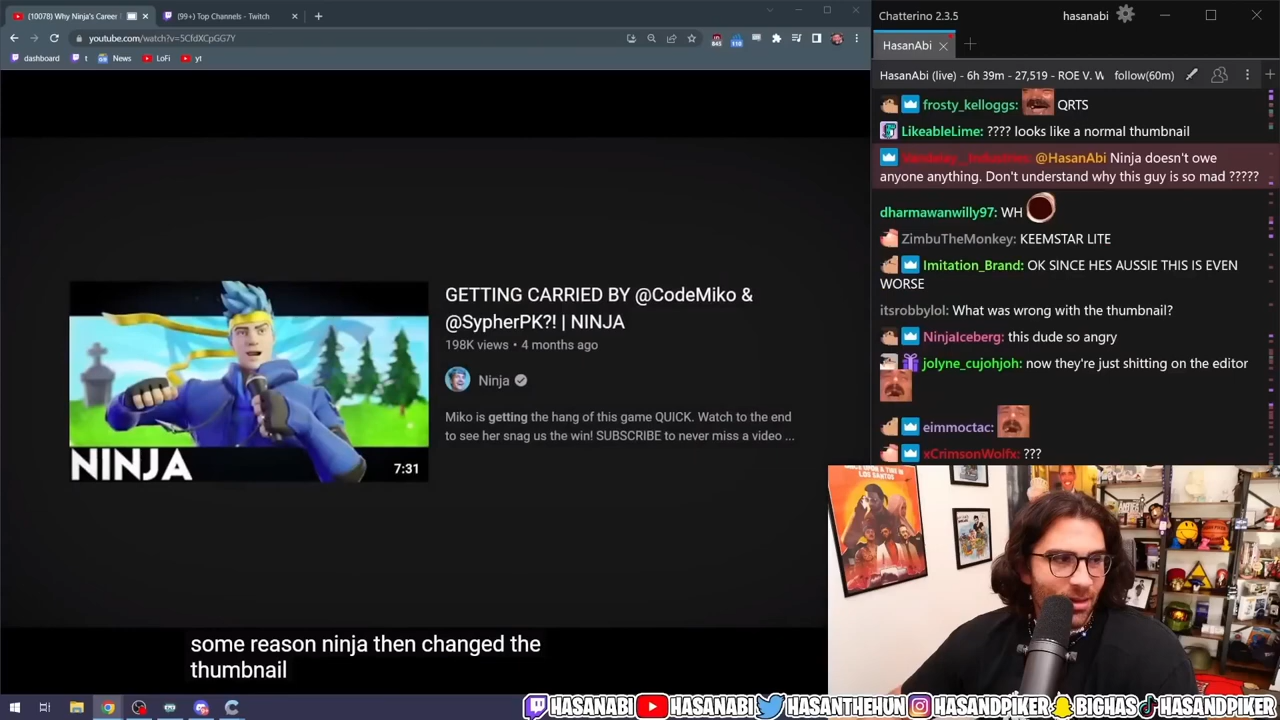 (10078) Why Ninja's Career
(99+) Top Channels - Twitch
youtube.com/watch?v=5CfdXCpGG7Y
dashboard
t
News
LoFi
yt
GETTING CARRIED BY @CodeMiko &
@SypherPK?! | NINJA
198K views • 4 months ago
Ninja
Miko is getting the hang of this game QUICK. Watch to the end
to see her snag us the win! SUBSCRIBE to never miss a video ...
NINJA
7:31
some reason ninja then changed the
thumbnail
Chatterino 2.3.5
hasanabi
HasanAbi
HasanAbi (live) - 6h 39m - 27,519 - ROE V. W
follow(60m)
frosty_kelloggs: QRTS
LikeableLime: ???? looks like a normal thumbnail
@HasanAbi Ninja doesn't owe
anyone anything. Don't understand why this guy is so mad ?????
dharmawanwilly97: WH
ZimbuTheMonkey: KEEMSTAR LITE
Imitation_Brand: OK SINCE HES AUSSIE THIS IS EVEN
WORSE
itsrobbylol: What was wrong with the thumbnail?
NinjaIceberg: this dude so angry
jolyne_cujohjoh: now they're just shitting on the editor
eimmoctac:
xCrimsonWolfx: ???
HASANABI
HASANABI
HASANTHEHUN
HASANDPIKER
BIGHAS
HASANDPIKER